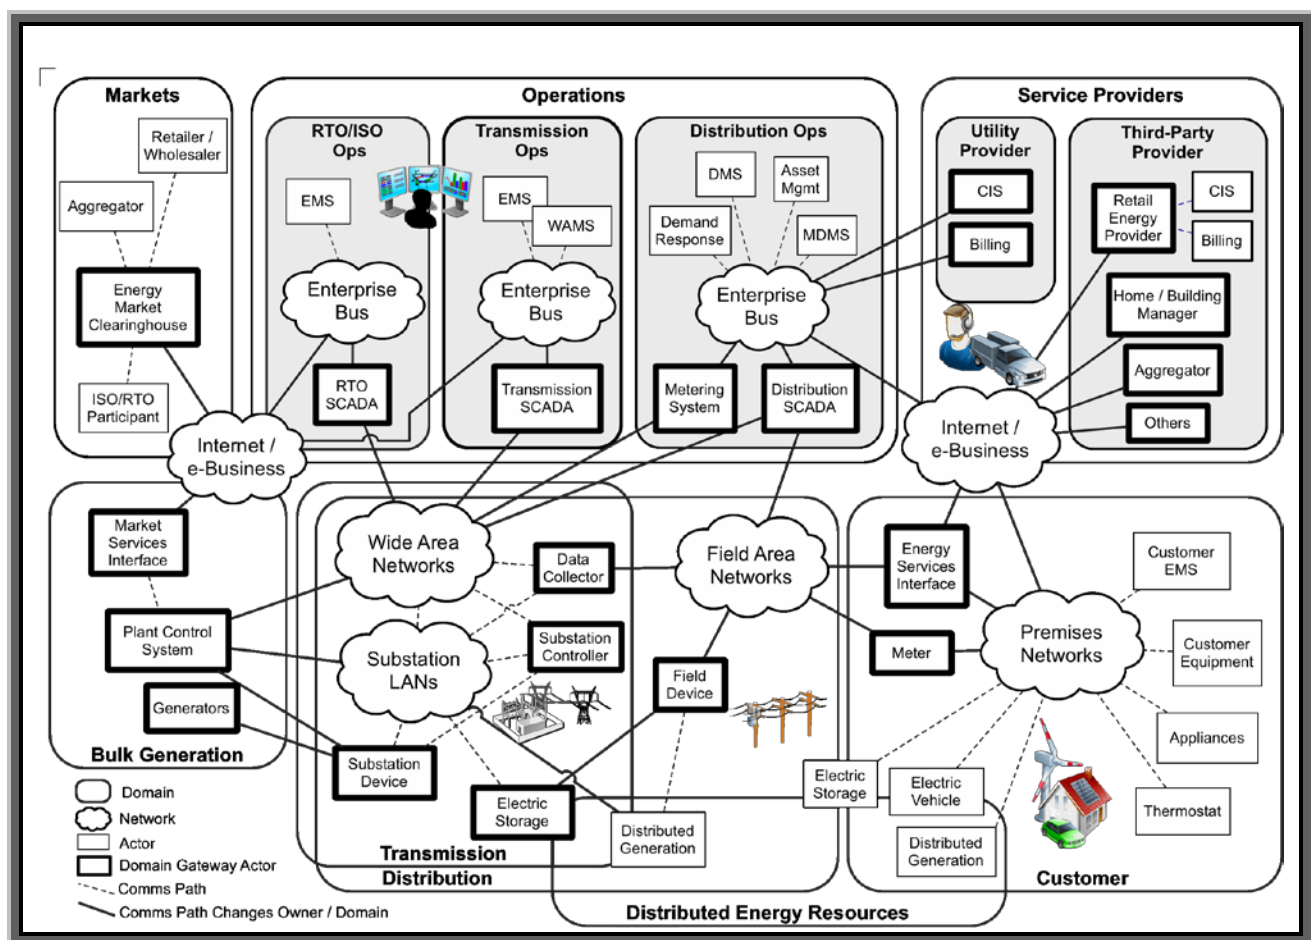 Markets
Retailer /
Wholesaler
Aggregator
Energy
Market
Clearinghouse
ISO/RTO
Participant
Operations
RTO/ISO
Ops
EMS
Enterprise
Bus
RTO
SCADA
Transmission
Ops
EMS
WAMS
Enterprise
Bus
Transmission
SCADA
Distribution Ops
DMS
Asset
Mgmt
Demand
Response
MDMS
Enterprise
Bus
Metering
System
Distribution
SCADA
Service Providers
Utility
Provider
CIS
Billing
Third-Party
Provider
Retail
Energy
Provider
CIS
Billing
Home / Building
Manager
Aggregator
Others
Internet /
e-Business
Internet /
e-Business
Market
Services
Interface
Plant Control
System
Generators
Bulk Generation
Wide Area
Networks
Data
Collector
Substation
LANs
Substation
Controller
Substation
Device
Electric
Storage
Transmission
Distribution
Field Area
Networks
Field
Device
Distributed
Generation
Distributed Energy Resources
Energy
Services
Interface
Meter
Premises
Networks
Customer
EMS
Customer
Equipment
Appliances
Thermostat
Electric
Storage
Electric
Vehicle
Distributed
Generation
Customer
Domain
Network
Actor
Domain Gateway Actor
Comms Path
Comms Path Changes Owner / Domain